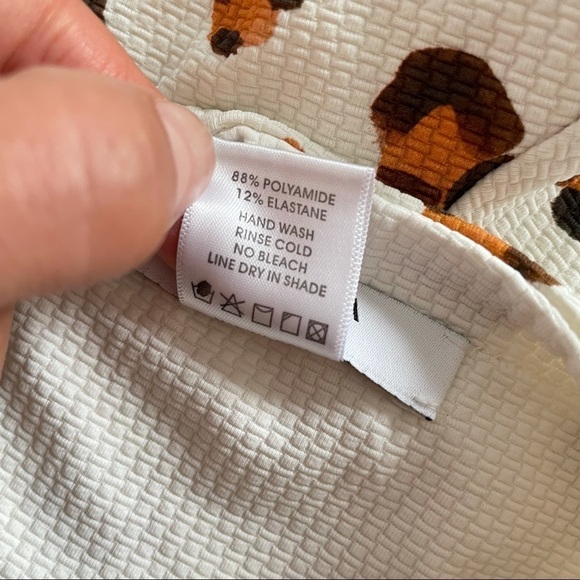 88% POLYAMIDE
12% ELASTANE
HAND WASH
RINSE COLD
NO BLEACH
LINE DRY IN SHADE